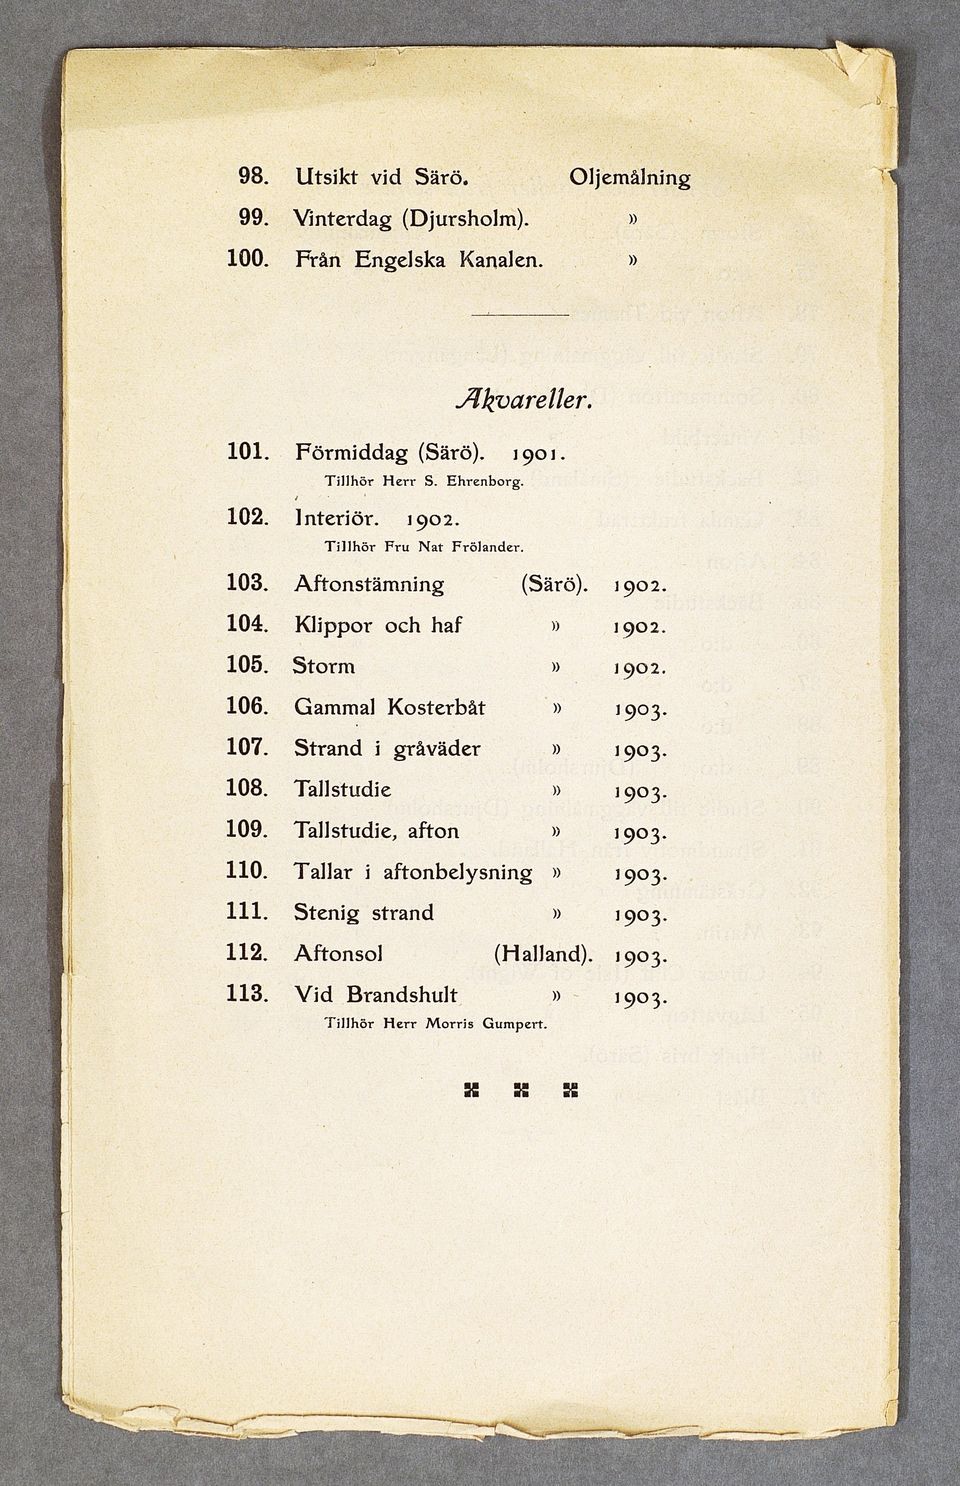 98. Utsikt vid Särö. Oljemålning
99. Vinterdag (Djursholm). »
100. Från Engelska Kanalen. »
Akvareller.
101. Förmiddag (Särö). 1901.
Tillhör Herr S. Ehrenborg.
102. Interiör. 1902.
Tillhör Fru Nat Frölander.
103. Aftonstämning (Särö). 1902.
104. Klippor och haf » 1902.
105. Storm » 1902.
106. Gammal Kosterbåt » 1903.
107. Strand i gråväder » 1903.
108. Tallstudie » 1903.
109. Tallstudie, afton » 1903.
110. Tallar i aftonbelysning » 1903.
111. Stenig strand » 1903.
112. Aftonsol (Halland). 1903.
113. Vid Brandshult » 1903.
Tillhör Herr Morris Gumpert.